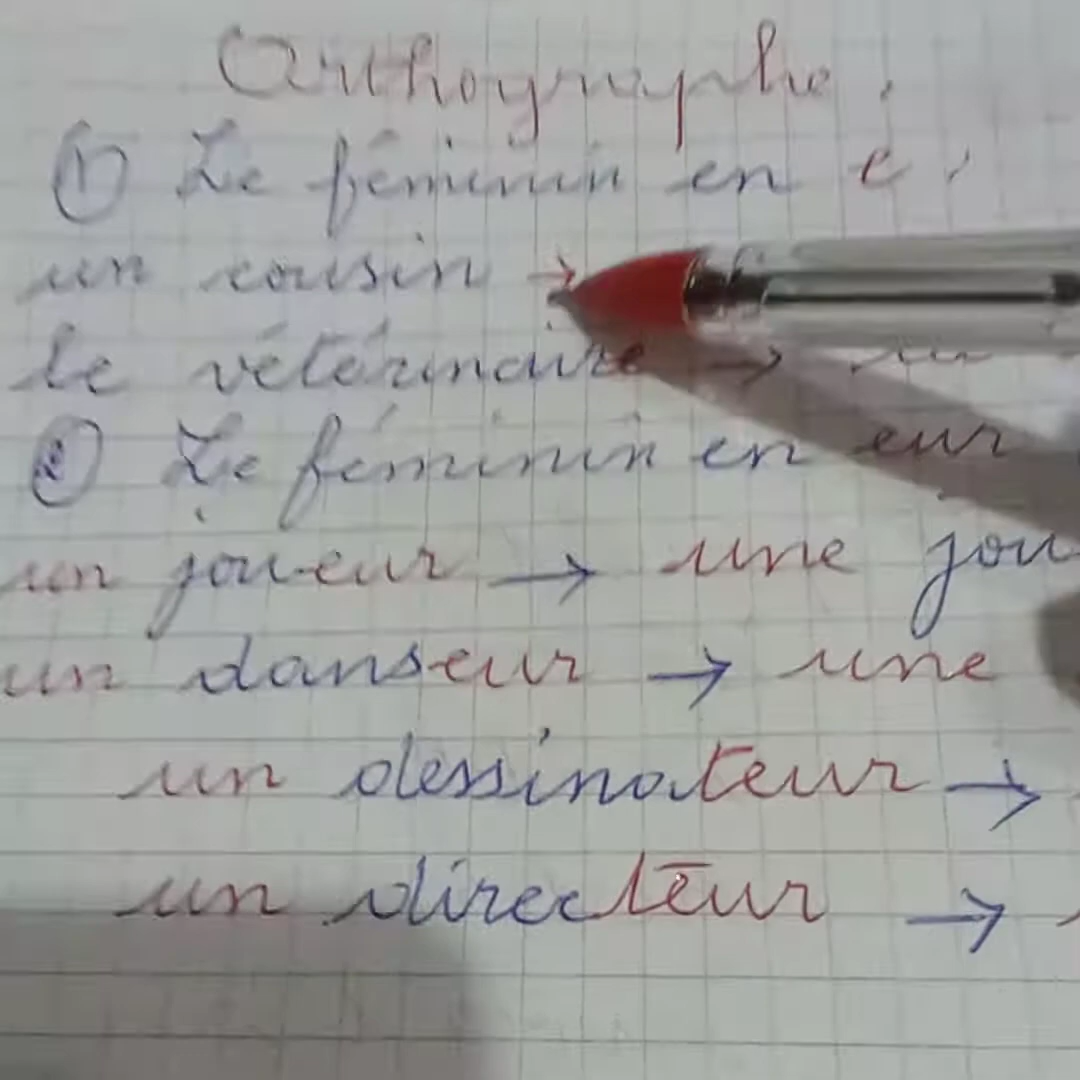 Orthographe.
① Le féminin en e,
un cousin →
le vétérinaire →
② Le féminin en eur
un joueur → une jou
un danseur → une
un dessinateur →
un directeur →